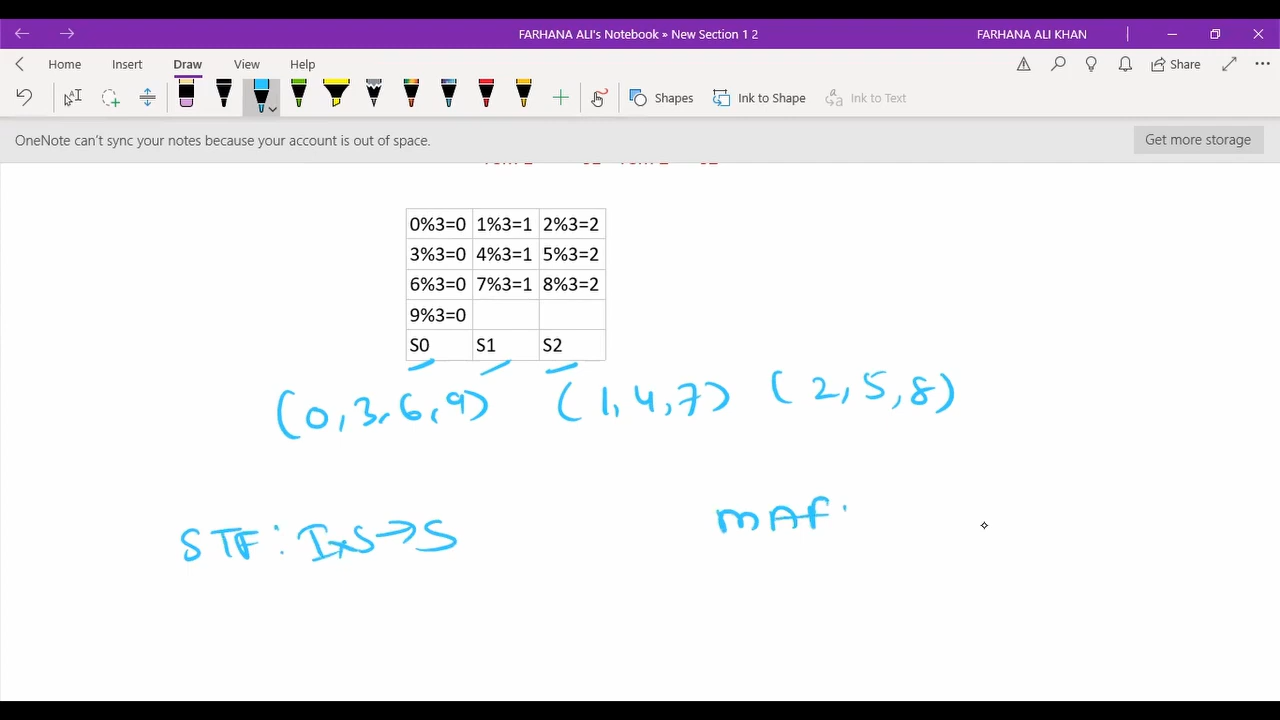 FARHANA ALI's Notebook » New Section 1 2
FARHANA ALI KHAN
Home Insert Draw View Help
Share
Shapes
Ink to Shape
Ink to Text
OneNote can't sync your notes because your account is out of space.
Get more storage
0%3=0 1%3=1 2%3=2
3%3=0 4%3=1 5%3=2
6%3=0 7%3=1 8%3=2
9%3=0
S0 S1 S2
(0,3,6,9) (1,4,7) (2,5,8)
STF: IxS→S
MAF: